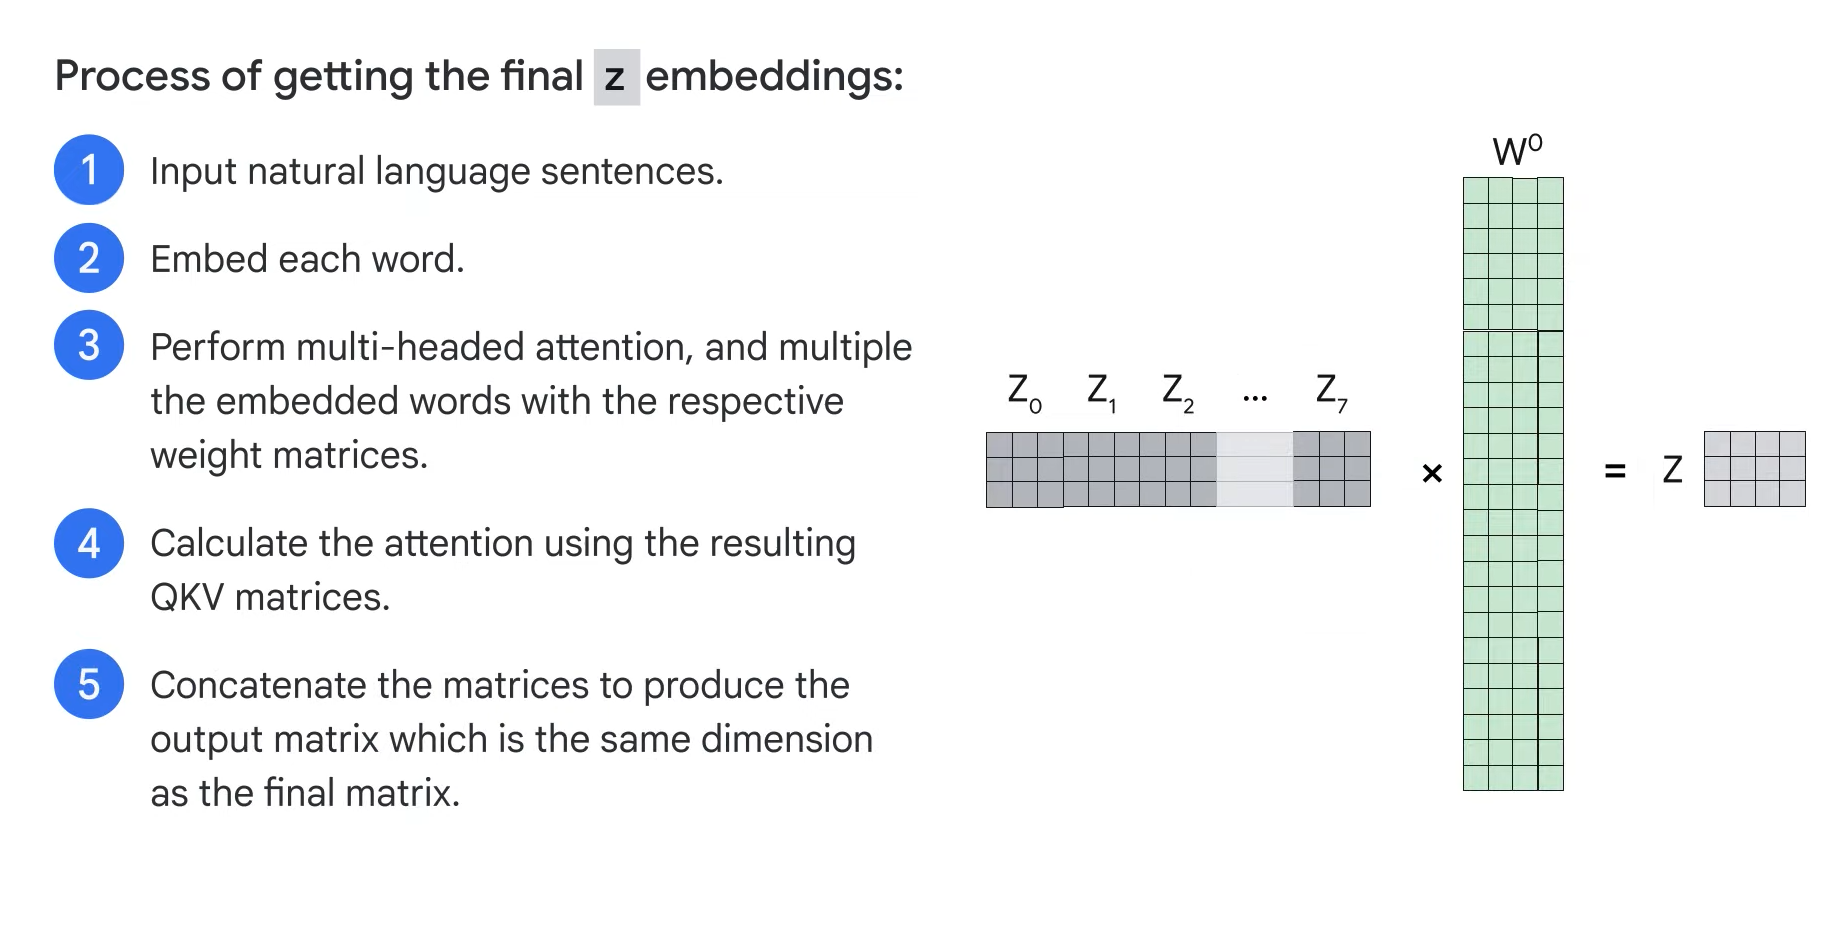 Process of getting the final z embeddings:
1 Input natural language sentences.
2 Embed each word.
3 Perform multi-headed attention, and multiple
the embedded words with the respective
weight matrices.
4 Calculate the attention using the resulting
QKV matrices.
5 Concatenate the matrices to produce the
output matrix which is the same dimension
as the final matrix.
W⁰
Z₀ Z₁ Z₂ ... Z₇
× = Z